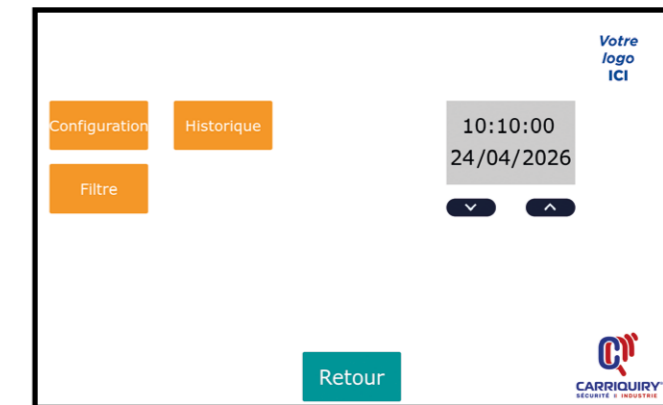 Votre
logo
ICI
Configuration
Historique
10:10:00
24/04/2026
Filtre
Retour
CARRIQUIRY
SÉCURITÉ & INDUSTRIE